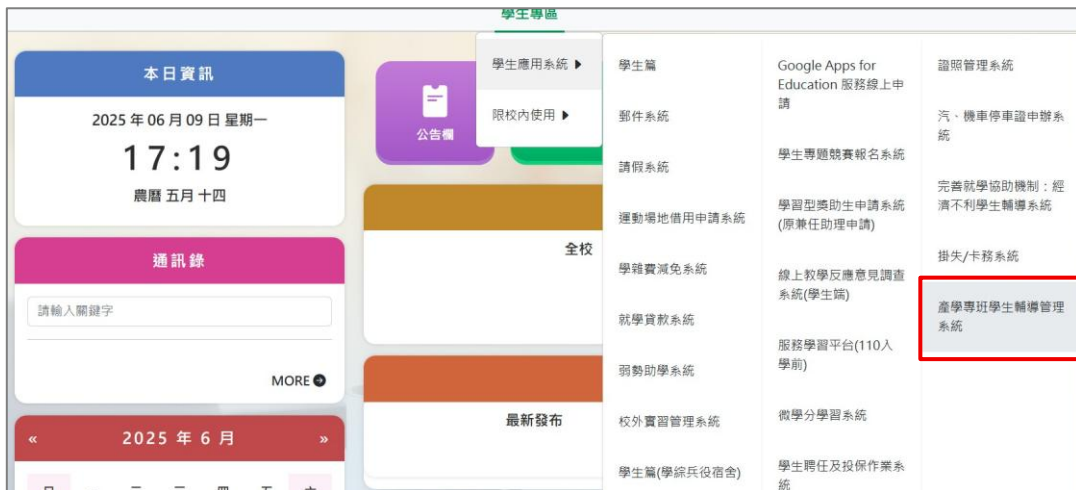 學生專區
本日資訊
2025 年 06 月 09 日 星期一
17:19
農曆 五月 十四
通訊錄
請輸入關鍵字
MORE
« 2025 年 6 月 »
日 一 二 三 四 五 六
公告欄
全校
最新發布
學生應用系統 ▶
限校內使用 ▶
學生篇
郵件系統
請假系統
運動場地借用申請系統
學雜費減免系統
就學貸款系統
弱勢助學系統
校外實習管理系統
學生篇(學綜兵役宿舍)
Google Apps for
Education 服務線上申
請
學生專題競賽報名系統
學習型獎助生申請系統
(原兼任助理申請)
線上教學反應意見調查
系統(學生端)
服務學習平台(110入
學前)
微學分學習系統
學生聘任及投保作業系
統
證照管理系統
汽、機車停車證申辦系
統
完善就學協助機制：經
濟不利學生輔導系統
掛失/卡務系統
產學專班學生輔導管理
系統